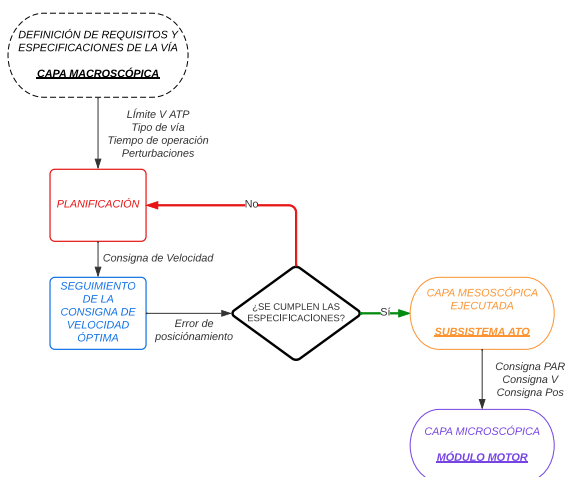 DEFINICIÓN DE REQUISITOS Y
ESPECIFICACIONES DE LA VÍA
CAPA MACROSCÓPICA
LÍmite V ATP
Tipo de vía
Tiempo de operación
Perturbaciones
PLANIFICACIÓN
No
Consigna de Velocidad
SEGUIMIENTO
DE LA
CONSIGNA DE
VELOCIDAD
ÓPTIMA
Error de
posiciónamiento
¿SE CUMPLEN LAS
ESPECIFICACIONES?
Sí
CAPA MESOSCÓPICA
EJECUTADA
SUBSISTEMA ATO
Consigna PAR
Consigna V
Consigna Pos
CAPA MICROSCÓPICA
MÓDULO MOTOR